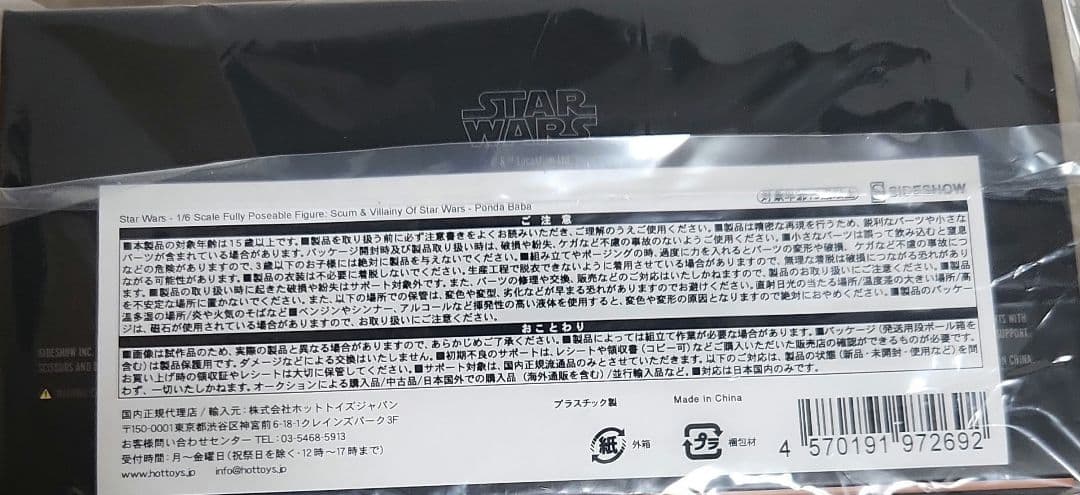 STAR
WARS
Star Wars - 1/6 Scale Fully Poseable Figure: Scum & Villainy Of Star Wars - Ponda Baba
対象年齢15歳以上
SIDESHOW
ご注意
■本製品の対象年齢は15歳以上です。■製品を取り扱う前に必ず注意書きをよくお読みいただき、ご理解のうえご使用ください。■製品は精密な再現を行うため、鋭利なパーツや小さな
パーツが含まれている場合があります。パッケージ開封時及び製品取り扱い時は、破損や紛失、ケガなど不慮の事故のないようご使用ください。■小さなパーツは誤って飲み込むと窒息
などの危険がありますので、3歳以下のお子様には絶対に製品を与えないでください。■組み立てやポージングの時、過度に力を入れるとパーツの変形や破損、ケガなど不慮の事故につ
ながる可能性があります。■製品の衣装は不必要に着脱しないでください。生産工程で脱衣できないように着用させている場合がありますので、無理な着脱は破損につながる恐れがあり
ます。■製品の取り扱い時に起きた破損や紛失はサポート対象外です。また、パーツの修理や交換、販売などのご対応はいたしかねますので、製品のお取り扱いにご注意ください。■製品
を不安定な場所に置かないでください。また、以下の場所での保管は、変色や変型、劣化などが早まる恐れがありますのでお避けください。直射日光の当たる場所/温度差の大きい場所/高
温多湿の場所/炎や火気のそばなど■ベンジンやシンナー、アルコールなど揮発性の高い液体を使用すると、変色や変形の原因となりますので絶対におやめください。■製品のパッケー
ジは、磁石が使用されている場合がありますので、お取り扱いにご注意ください。
おことわり
■画像は試作品のため、実際の製品と異なる場合がありますので、あらかじめご了承ください。■製品によっては組立て作業が必要な場合があります。■パッケージ(発送用段ボール箱を
含む)は製品保護用です。ダメージなどによる交換はいたしません。■初期不良のサポートは、レシートや領収書(コピー可)などご購入いただいた販売店の確認ができるものが必要です。
お買い上げ時の領収証やレシートは大切に保管してください。■サポート対象は、国内正規流通品のみとさせていただきます。以下のご対応は、製品の状態(新品・未開封・使用など)を問
わず、一切いたしかねます。オークションによる購入品/中古品/日本国外での購入品(海外通販を含む)/並行輸入品など。■対応は日本国内のみです。
国内正規代理店 / 輸入元:株式会社ホットトイズジャパン
〒150-0001東京都渋谷区神宮前6-18-1クレインズパーク3F
お客様問い合わせセンター TEL:03-5468-5913
受付時間:月〜金曜日(祝祭日を除く・12時〜17時まで)
www.hottoys.jp info@hottoys.jp
プラスチック製
Made in China
紙 外箱
プラ 梱包材
4 570191 972692
SIDESHOW INC.
SCISSORS AND
WARNING
TS WITH
SUPPORT.
N CHINA.